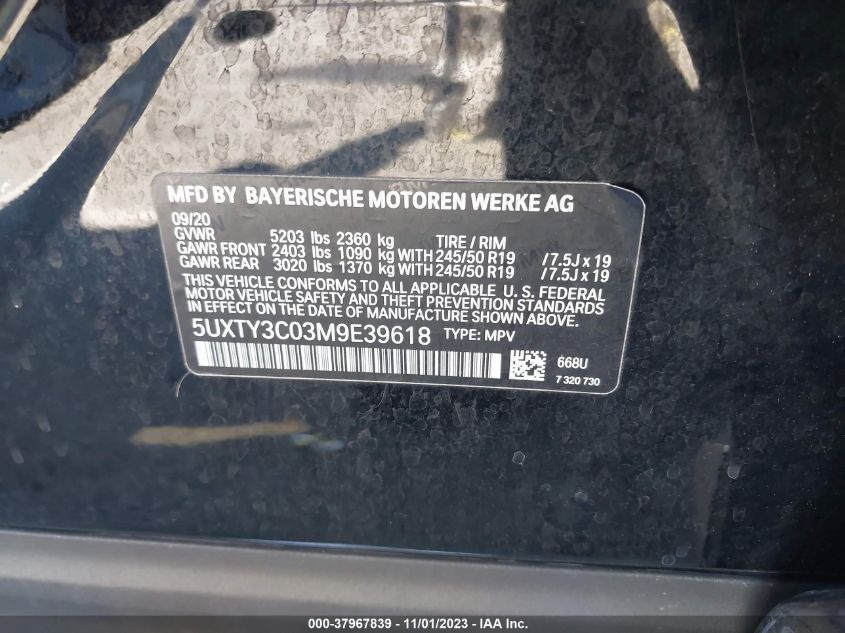 MFD BY BAYERISCHE MOTOREN WERKE AG
09/20
GVWR 5203 lbs 2360 kg TIRE / RIM
GAWR FRONT 2403 lbs 1090 kg WITH 245/50 R19 /7.5J x 19
GAWR REAR 3020 lbs 1370 kg WITH 245/50 R19 /7.5J x 19
THIS VEHICLE CONFORMS TO ALL APPLICABLE U. S. FEDERAL
MOTOR VEHICLE SAFETY AND THEFT PREVENTION STANDARDS
IN EFFECT ON DATE OF MANUFACTURE SHOWN ABOVE.
5UXTY3C03M9E39618 TYPE: MPV
668U
7 320 730
000-37967839 - 11/01/2023 - IAA Inc.